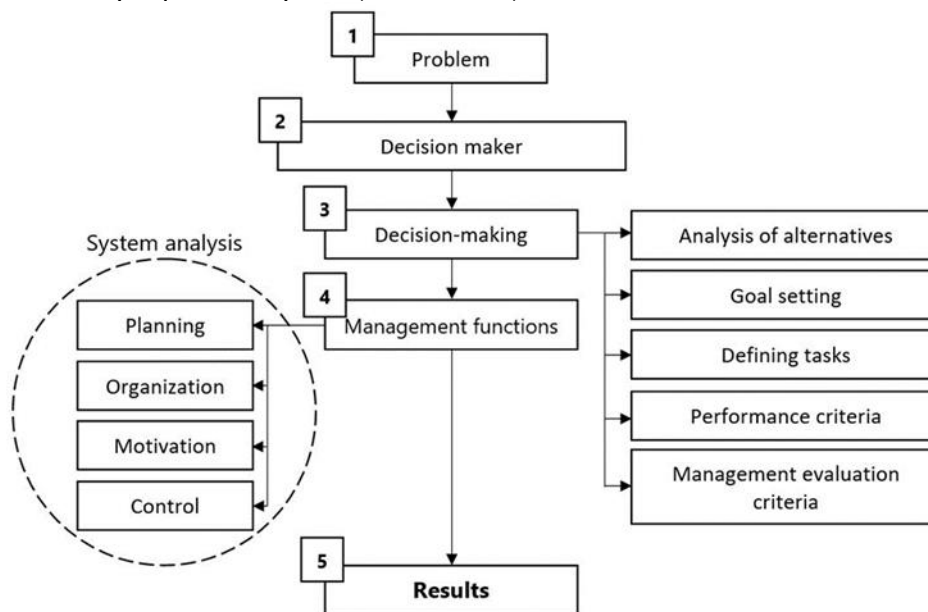 1
Problem
2
Decision maker
3
Decision-making
Analysis of alternatives
Goal setting
Defining tasks
Performance criteria
Management evaluation
criteria
4
Management functions
System analysis
Planning
Organization
Motivation
Control
5
Results